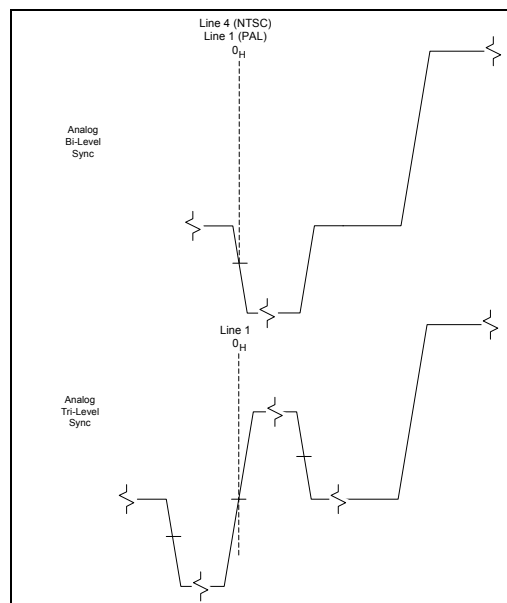 Line 4 (NTSC)
Line 1 (PAL)
0H
Analog
Bi-Level
Sync
Line 1
0H
Analog
Tri-Level
Sync